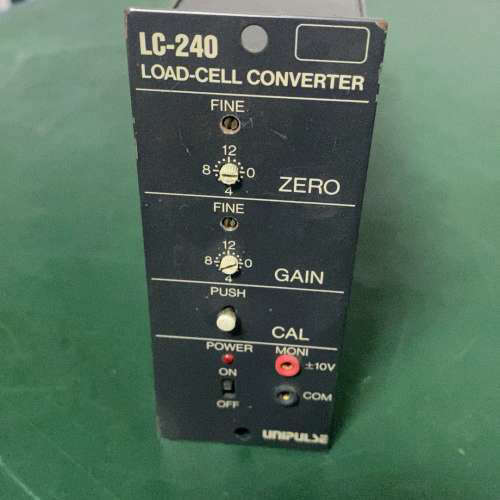 LC-240
LOAD-CELL CONVERTER
FINE
12
8 0
4
ZERO
FINE
12
8 0
4
GAIN
PUSH
CAL
POWER MONI
±10V
ON
COM
OFF
UNIPULSE